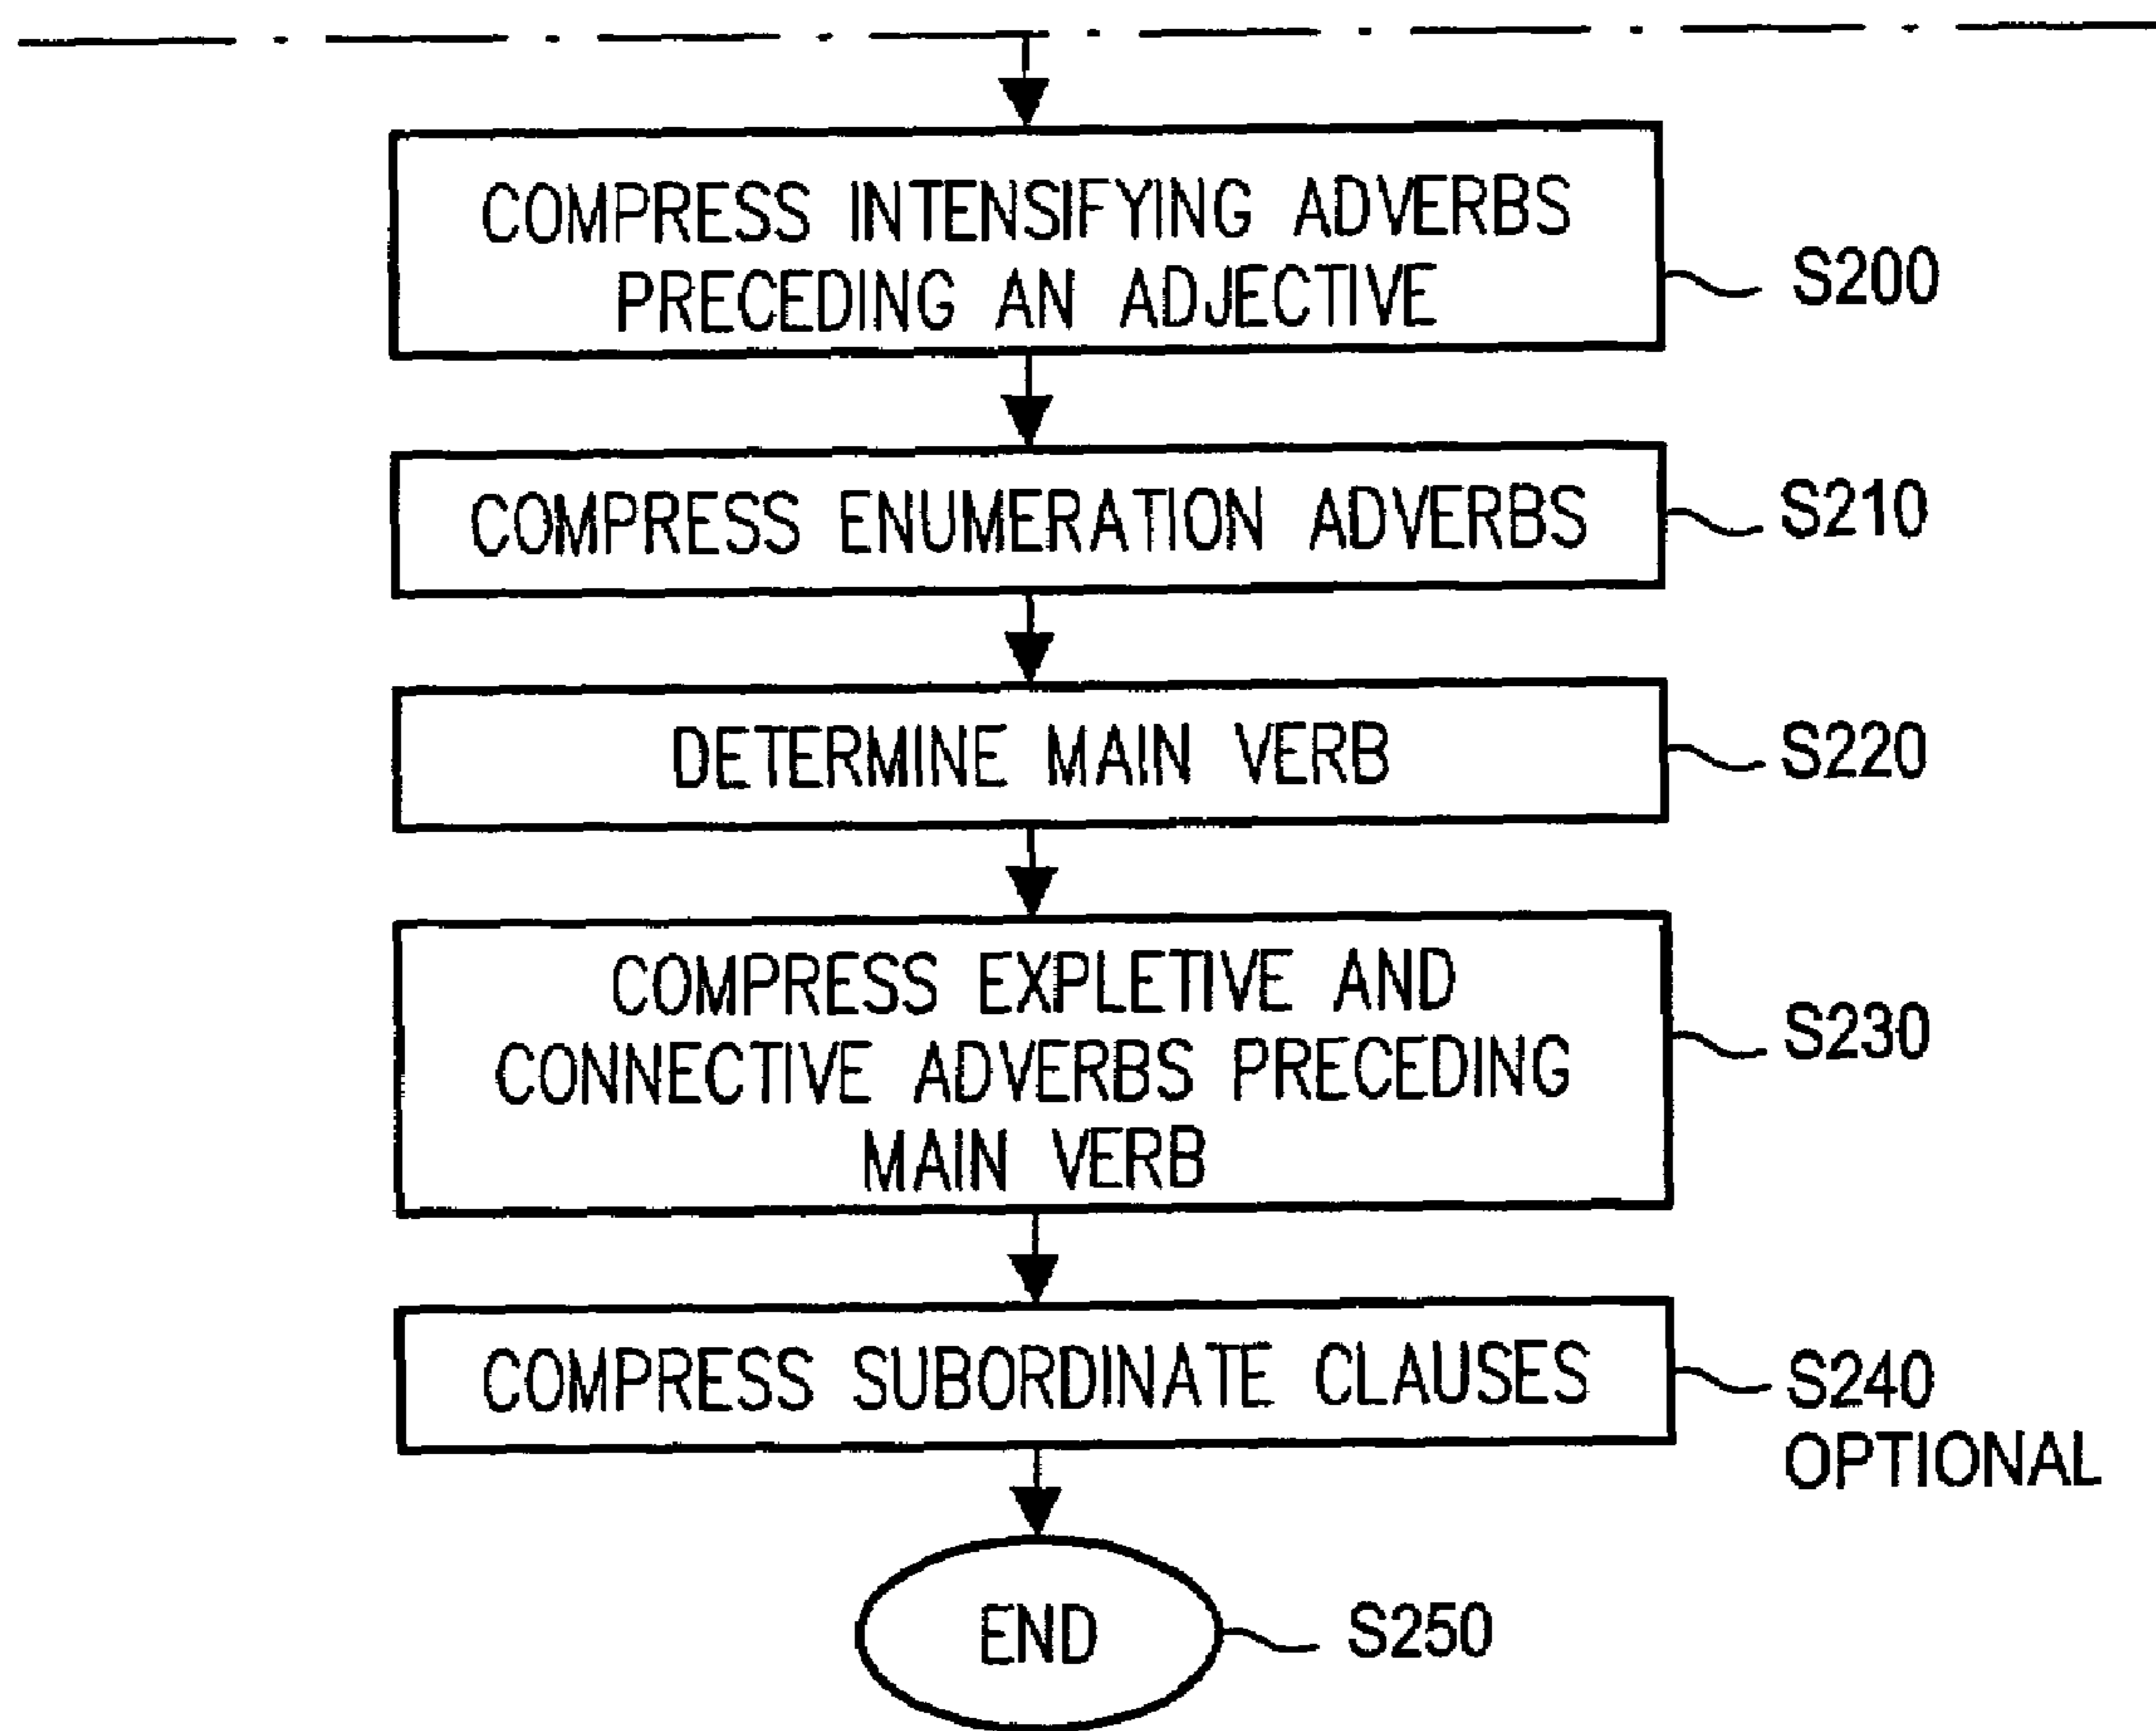 COMPRESS INTENSIFYING ADVERBS
PRECEDING AN ADJECTIVE
S200
COMPRESS ENUMERATION ADVERBS
S210
DETERMINE MAIN VERB
S220
COMPRESS EXPLETIVE AND
CONNECTIVE ADVERBS PRECEDING
MAIN VERB
S230
COMPRESS SUBORDINATE CLAUSES
S240
OPTIONAL
END
S250